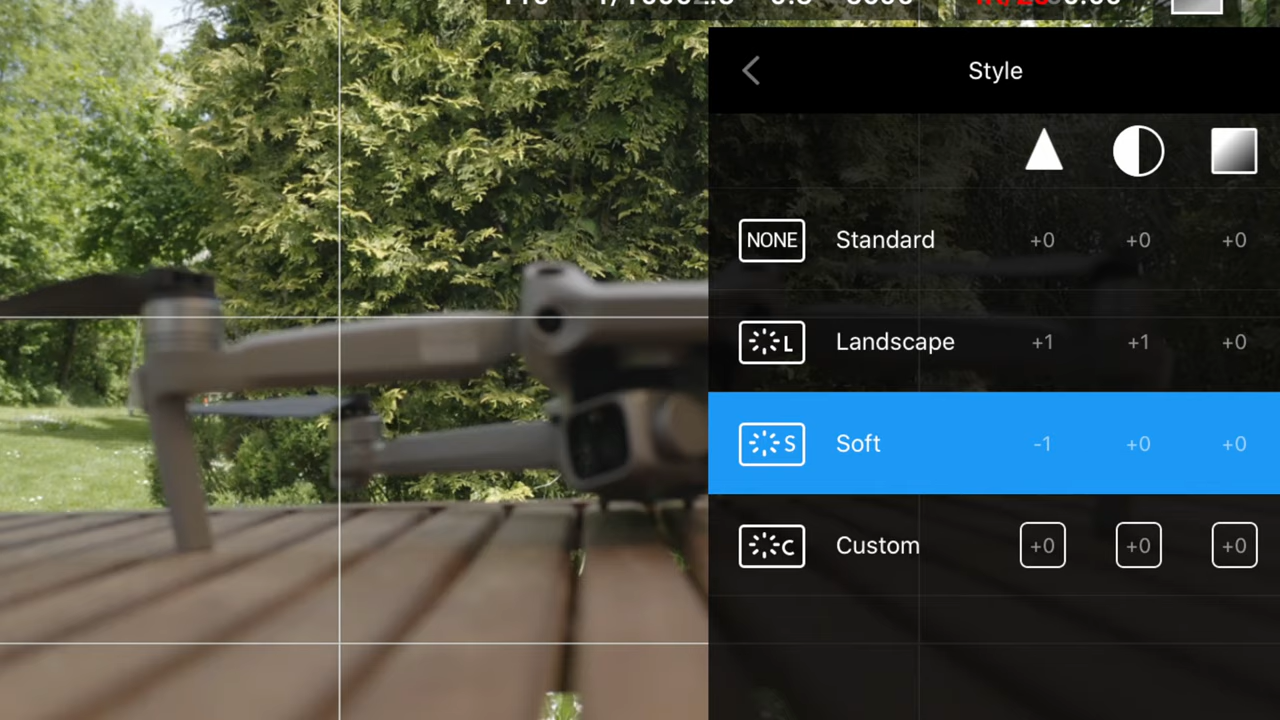 Style
NONE Standard +0 +0 +0
L Landscape +1 +1 +0
S Soft -1 +0 +0
C Custom +0 +0 +0